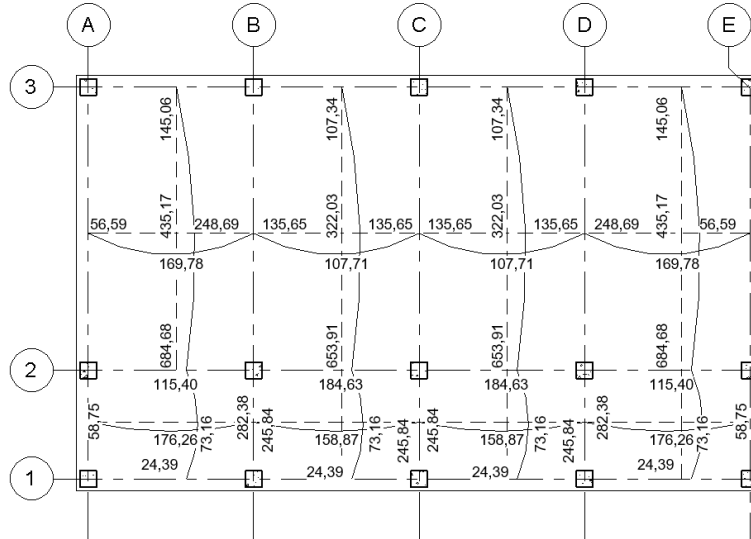 A B C D E
3
145,06 107,34 107,34 145,06
435,17 322,03 322,03 435,17
56,59 248,69 135,65 135,65 135,65 135,65 248,69 56,59
169,78 107,71 107,71 169,78
684,68 653,91 653,91 684,68
2
115,40 184,63 184,63 115,40
58,75 282,38 245,84 245,84 245,84 245,84 282,38 58,75
73,16 73,16 73,16 73,16
176,26 158,87 158,87 176,26
24,39 24,39 24,39 24,39
1